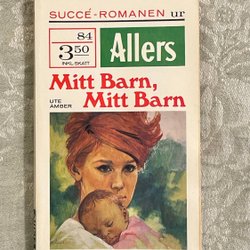 SUCCÉ-ROMANEN ur
84
3.50
INKL. SKATT
Allers
Mitt Barn,
UTE
AMBER
Mitt Barn